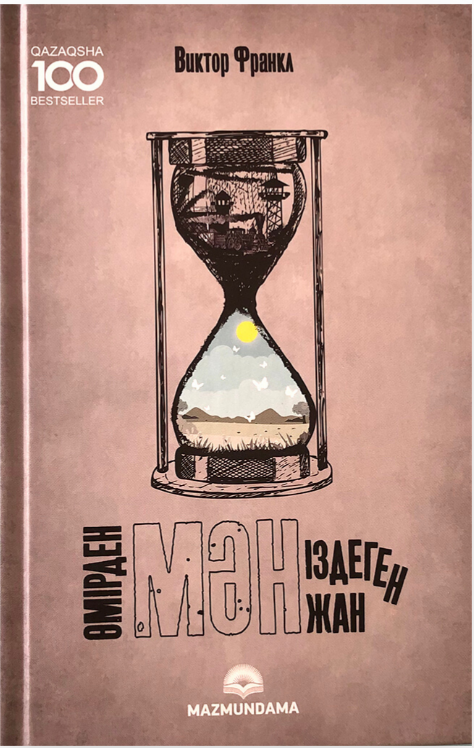 QAZAQSHA
100
BESTSELLER
Виктор Франкл
ӨМІРДЕН
МӘН
ІЗДЕГЕН
ЖАН
MAZMUNDAMA